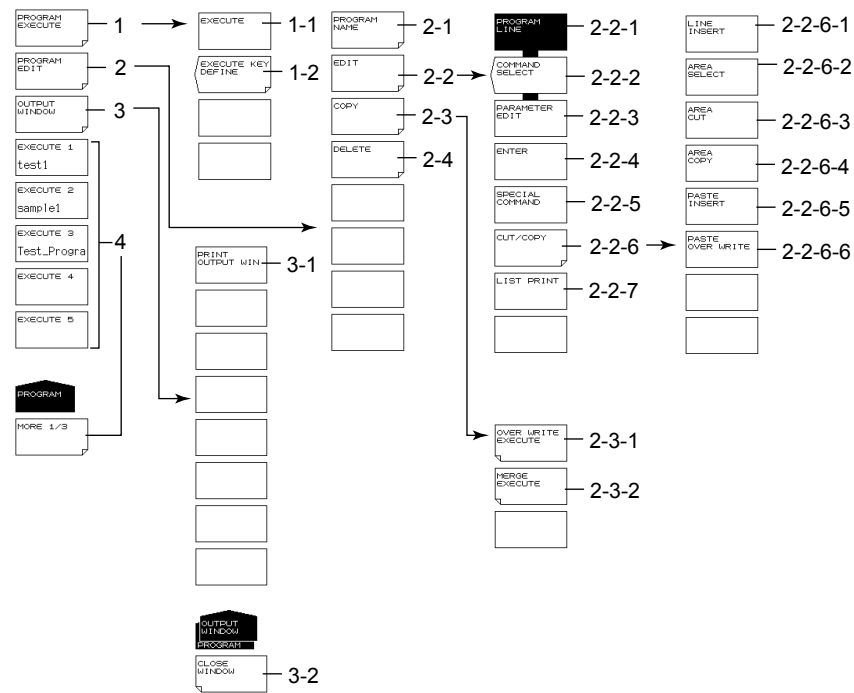 PROGRAM
EXECUTE
1
PROGRAM
EDIT
2
OUTPUT
WINDOW
3
EXECUTE 1
test1
EXECUTE 2
sample1
EXECUTE 3
Test_Progra
EXECUTE 4
EXECUTE 5
4
PROGRAM
MORE 1/3
EXECUTE
1-1
EXECUTE KEY
DEFINE
1-2
PRINT
OUTPUT WIN
3-1
OUTPUT
WINDOW
PROGRAM
CLOSE
WINDOW
3-2
PROGRAM
NAME
2-1
EDIT
2-2
COPY
2-3
DELETE
2-4
PROGRAM
LINE
2-2-1
COMMAND
SELECT
2-2-2
PARAMETER
EDIT
2-2-3
ENTER
2-2-4
SPECIAL
COMMAND
2-2-5
CUT/COPY
2-2-6
LIST PRINT
2-2-7
OVER WRITE
EXECUTE
2-3-1
MERGE
EXECUTE
2-3-2
LINE
INSERT
2-2-6-1
AREA
SELECT
2-2-6-2
AREA
CUT
2-2-6-3
AREA
COPY
2-2-6-4
PASTE
INSERT
2-2-6-5
PASTE
OVER WRITE
2-2-6-6